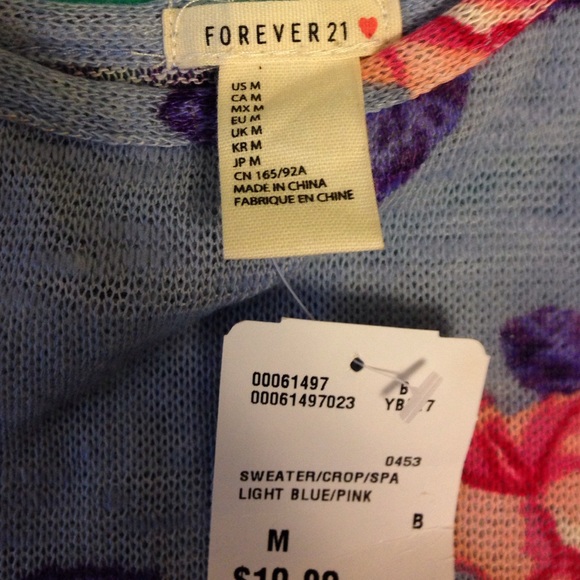 FOREVER 21
US M
CA M
MX M
EU M
UK M
KR M
JP M
CN 165/92A
MADE IN CHINA
FABRIQUE EN CHINE
00061497 B
00061497023
0453
SWEATER/CROP/SPA
LIGHT BLUE/PINK
B
M